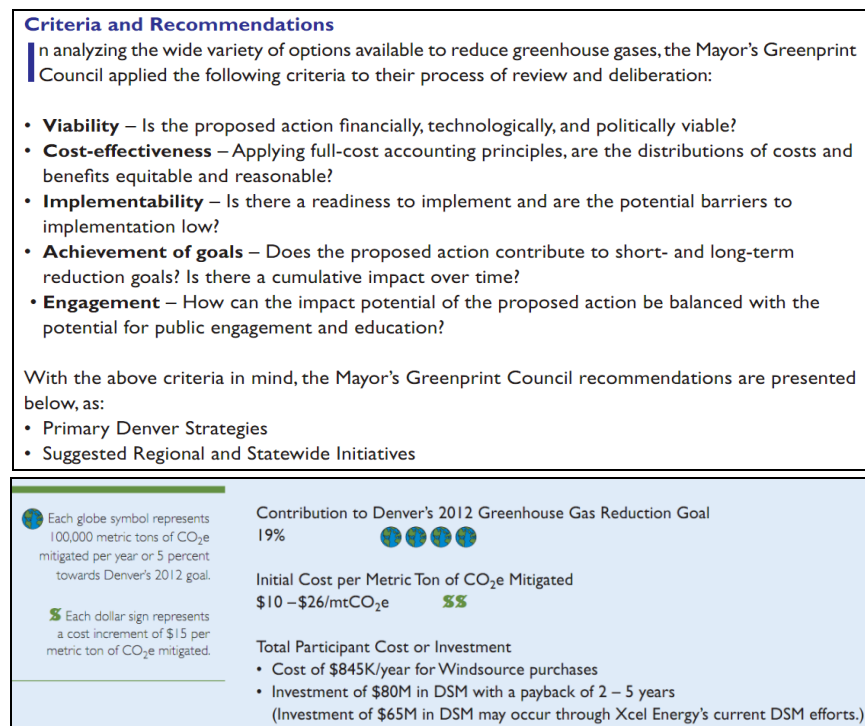 Criteria and Recommendations
In analyzing the wide variety of options available to reduce greenhouse gases, the Mayor's Greenprint
Council applied the following criteria to their process of review and deliberation:
• Viability – Is the proposed action financially, technologically, and politically viable?
• Cost-effectiveness – Applying full-cost accounting principles, are the distributions of costs and
benefits equitable and reasonable?
• Implementability – Is there a readiness to implement and are the potential barriers to
implementation low?
• Achievement of goals – Does the proposed action contribute to short- and long-term
reduction goals? Is there a cumulative impact over time?
• Engagement – How can the impact potential of the proposed action be balanced with the
potential for public engagement and education?
With the above criteria in mind, the Mayor's Greenprint Council recommendations are presented
below, as:
• Primary Denver Strategies
• Suggested Regional and Statewide Initiatives
Each globe symbol represents
100,000 metric tons of CO₂e
mitigated per year or 5 percent
towards Denver's 2012 goal.
$ Each dollar sign represents
a cost increment of $15 per
metric ton of CO₂e mitigated.
Contribution to Denver's 2012 Greenhouse Gas Reduction Goal
19%
Initial Cost per Metric Ton of CO₂e Mitigated
$10 –$26/mtCO₂e $$
Total Participant Cost or Investment
• Cost of $845K/year for Windsource purchases
• Investment of $80M in DSM with a payback of 2 – 5 years
(Investment of $65M in DSM may occur through Xcel Energy's current DSM efforts.)